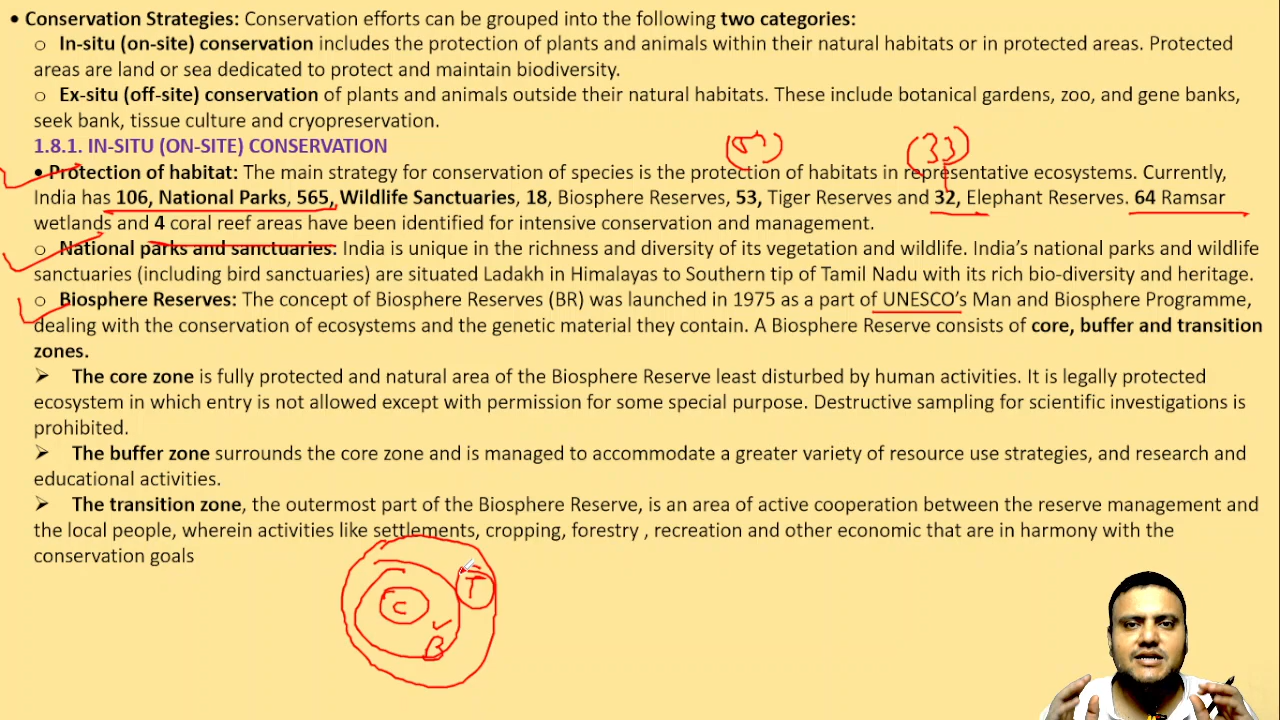 • Conservation Strategies: Conservation efforts can be grouped into the following two categories:
o In-situ (on-site) conservation includes the protection of plants and animals within their natural habitats or in protected areas. Protected
areas are land or sea dedicated to protect and maintain biodiversity.
o Ex-situ (off-site) conservation of plants and animals outside their natural habitats. These include botanical gardens, zoo, and gene banks,
seek bank, tissue culture and cryopreservation.
1.8.1. IN-SITU (ON-SITE) CONSERVATION
(33)
• Protection of habitat: The main strategy for conservation of species is the protection of habitats in representative ecosystems. Currently,
India has 106, National Parks, 565, Wildlife Sanctuaries, 18, Biosphere Reserves, 53, Tiger Reserves and 32, Elephant Reserves. 64 Ramsar
wetlands and 4 coral reef areas have been identified for intensive conservation and management.
o National parks and sanctuaries: India is unique in the richness and diversity of its vegetation and wildlife. India's national parks and wildlife
sanctuaries (including bird sanctuaries) are situated Ladakh in Himalayas to Southern tip of Tamil Nadu with its rich bio-diversity and heritage.
o Biosphere Reserves: The concept of Biosphere Reserves (BR) was launched in 1975 as a part of UNESCO's Man and Biosphere Programme,
dealing with the conservation of ecosystems and the genetic material they contain. A Biosphere Reserve consists of core, buffer and transition
zones.
➢ The core zone is fully protected and natural area of the Biosphere Reserve least disturbed by human activities. It is legally protected
ecosystem in which entry is not allowed except with permission for some special purpose. Destructive sampling for scientific investigations is
prohibited.
➢ The buffer zone surrounds the core zone and is managed to accommodate a greater variety of resource use strategies, and research and
educational activities.
➢ The transition zone, the outermost part of the Biosphere Reserve, is an area of active cooperation between the reserve management and
the local people, wherein activities like settlements, cropping, forestry , recreation and other economic that are in harmony with the
conservation goals
T
C
B